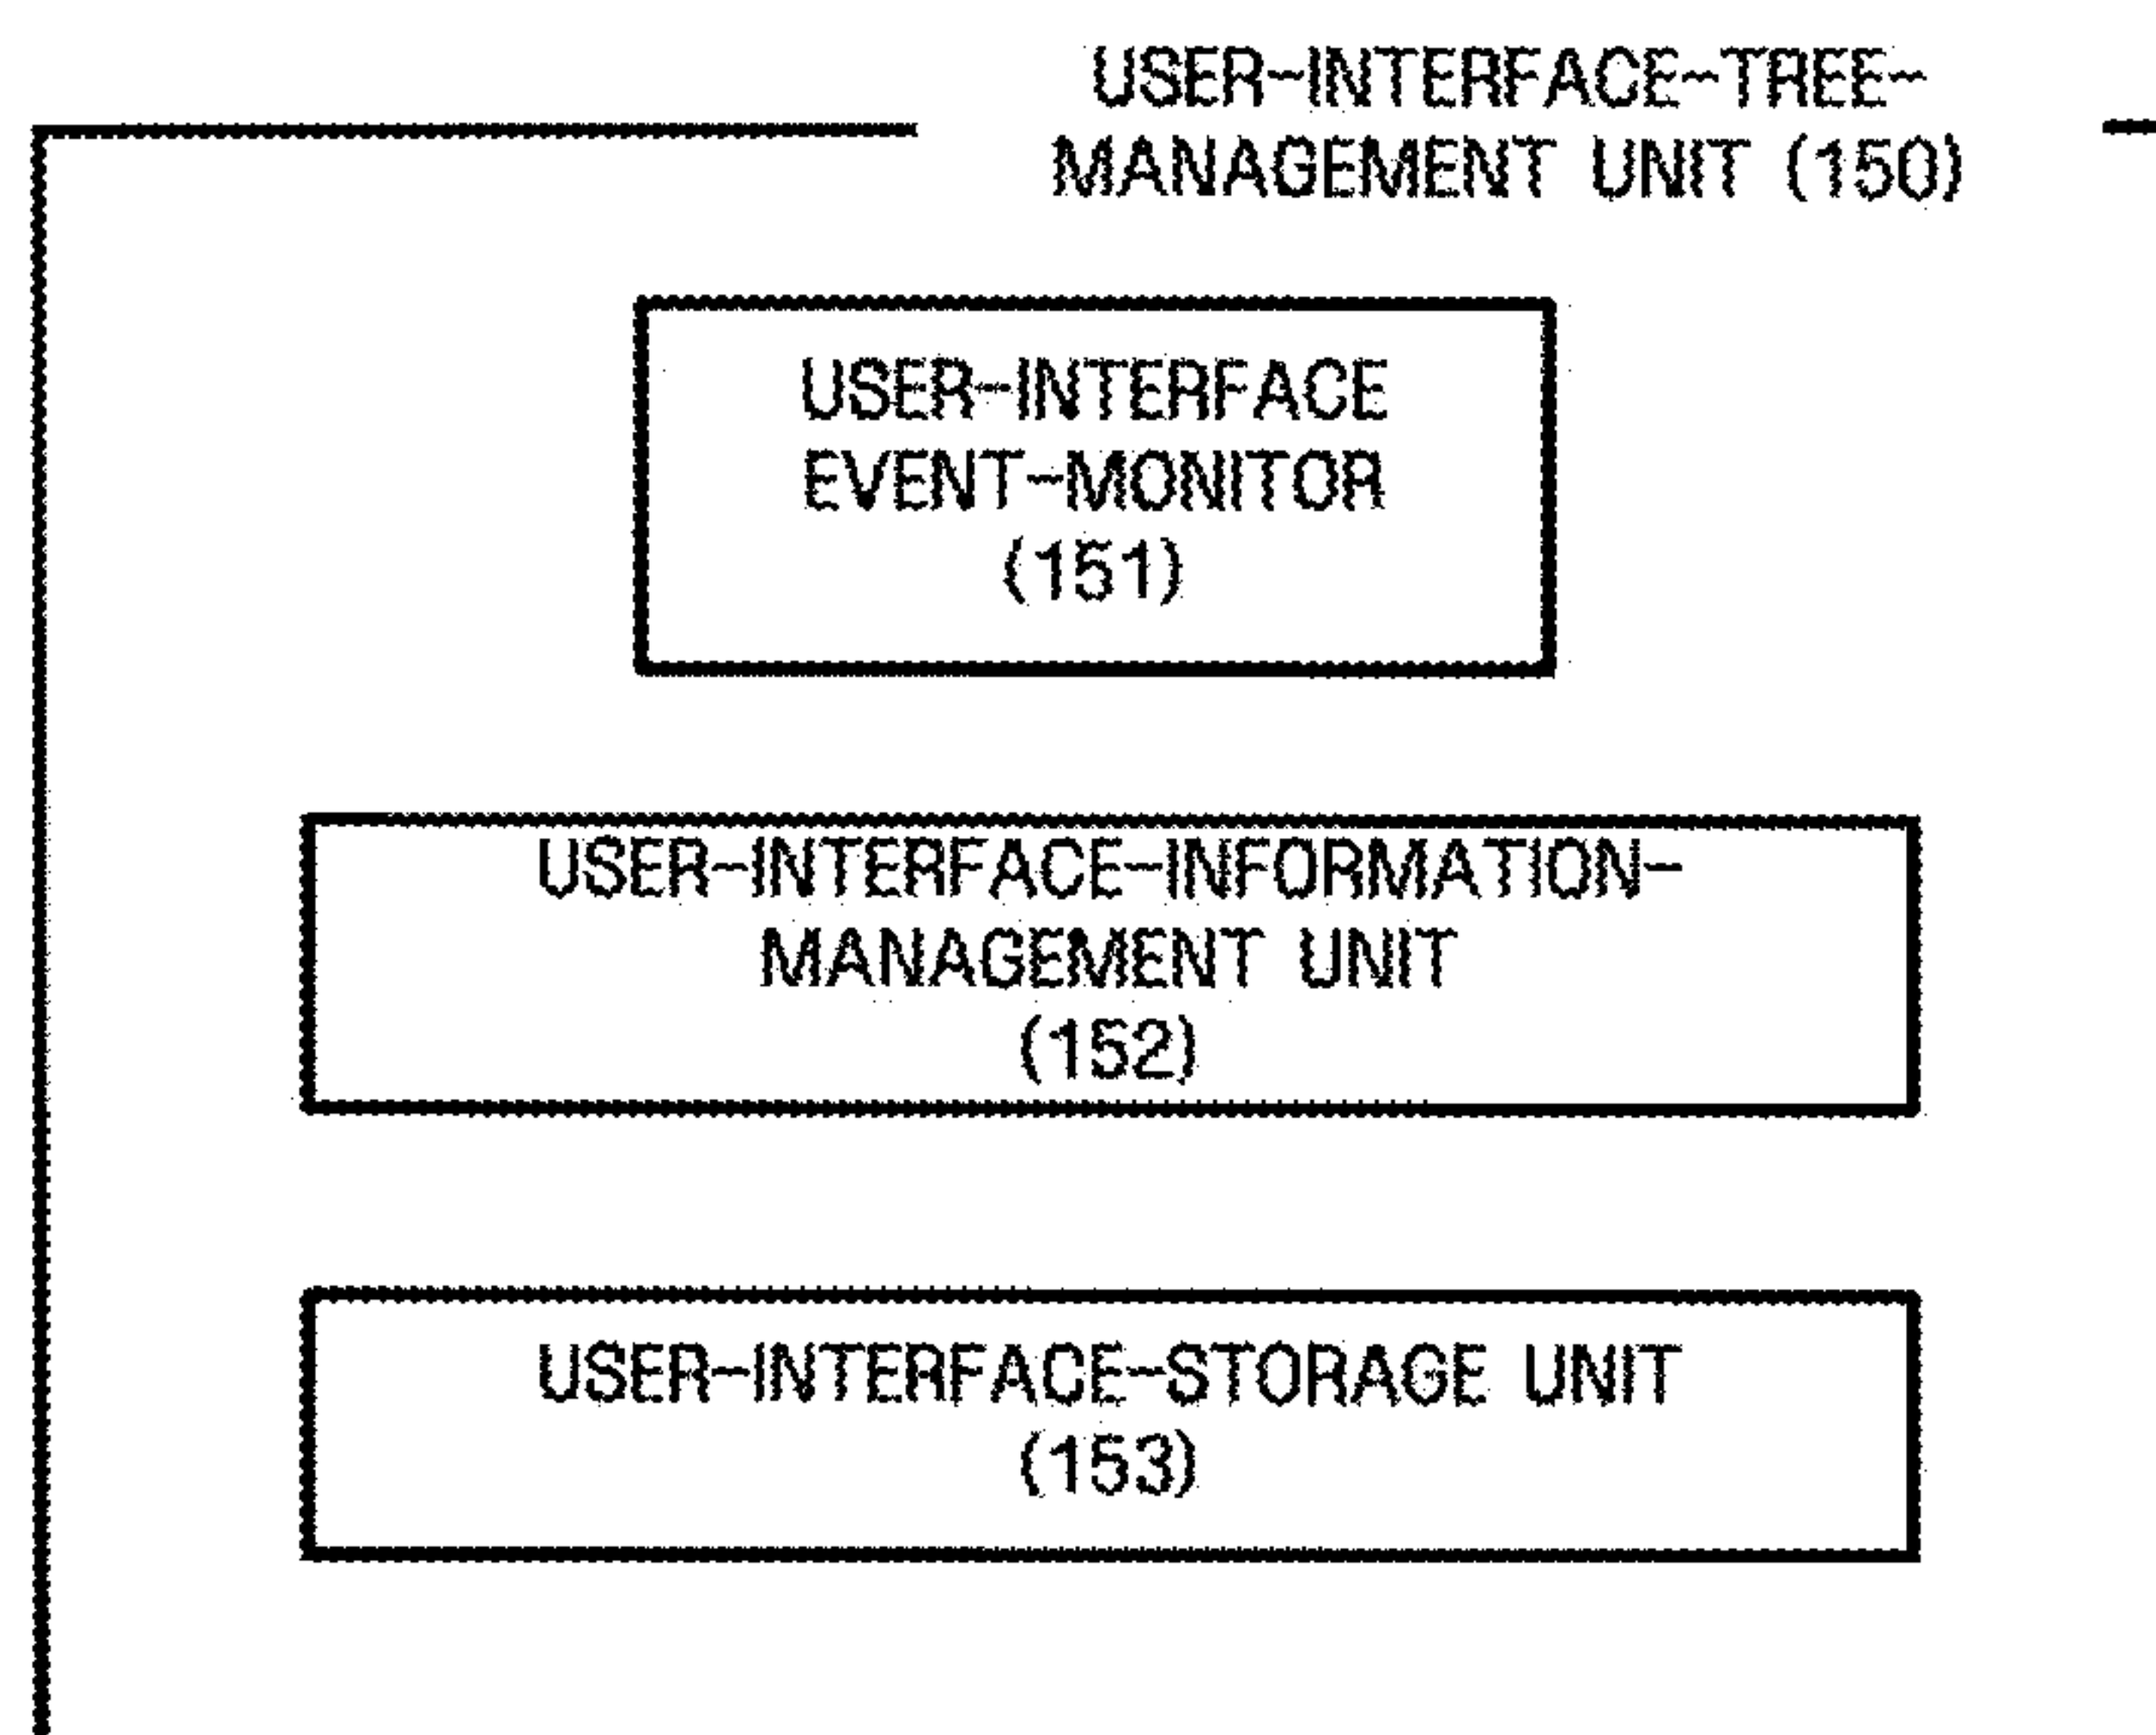 USER-INTERFACE-TREE-
MANAGEMENT UNIT (150)
USER-INTERFACE
EVENT-MONITOR
(151)
USER-INTERFACE-INFORMATION-
MANAGEMENT UNIT
(152)
USER-INTERFACE-STORAGE UNIT
(153)